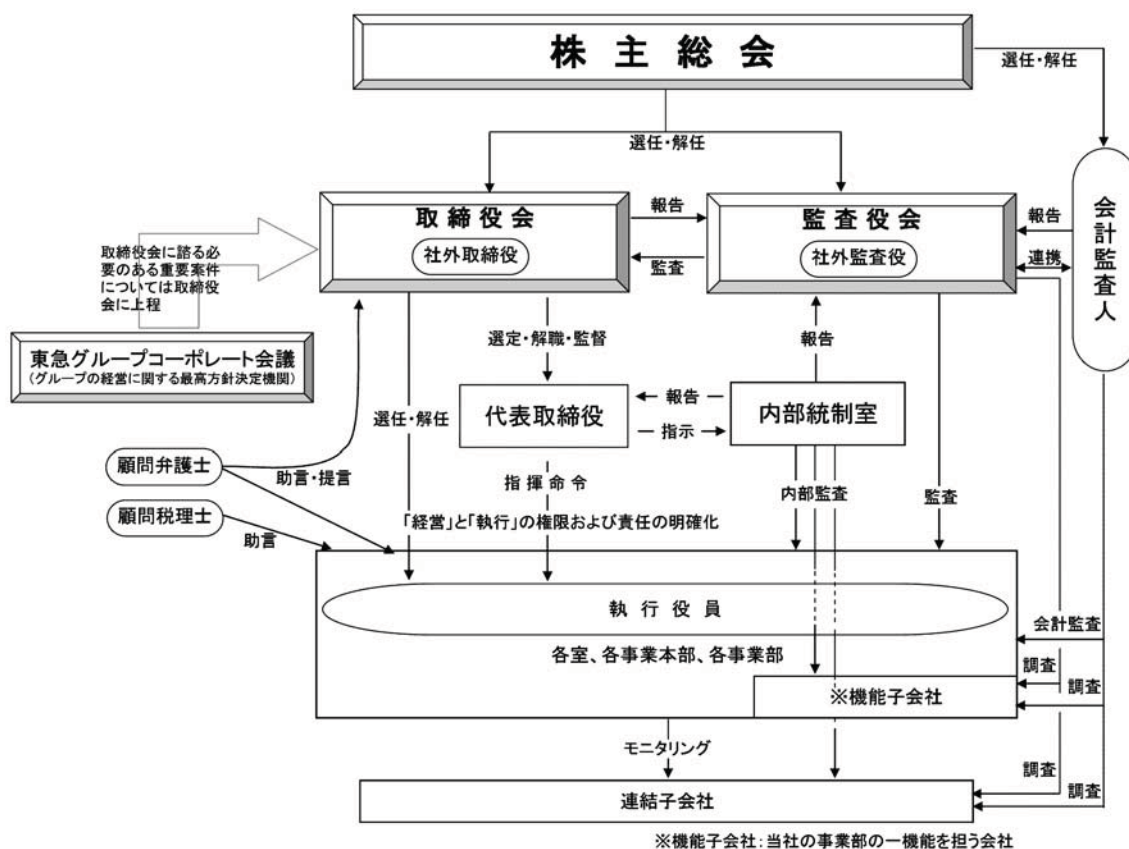 株主総会
選任・解任
選任・解任
取締役会
社外取締役
報告
監査
監査役会
社外監査役
報告
連携
会計監査人
取締役会に諮る必
要のある重要案件
については取締役
会に上程
東急グループコーポレート会議
(グループの経営に関する最高方針決定機関)
選定・解職・監督
報告
選任・解任
代表取締役
報告
指示
内部統制室
顧問弁護士
助言・提言
顧問税理士
助言
指揮命令
内部監査
監査
「経営」と「執行」の権限および責任の明確化
執行役員
各室、各事業本部、各事業部
会計監査
調査
調査
※機能子会社
モニタリング
調査
調査
連結子会社
※機能子会社:当社の事業部の一機能を担う会社